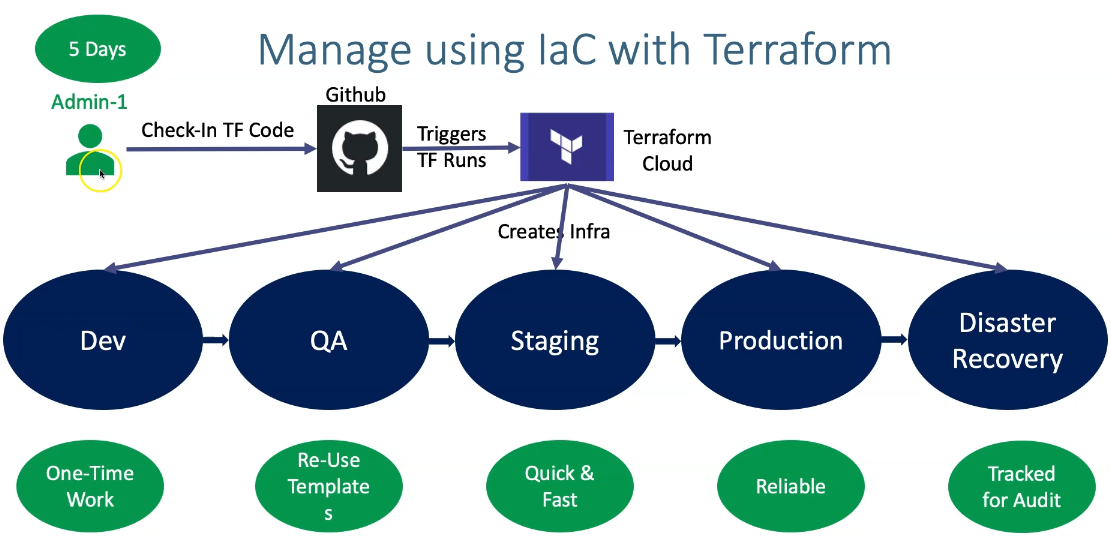 5 Days
Manage using IaC with Terraform
Admin-1
Github
Check-In TF Code
Triggers
TF Runs
Terraform
Cloud
Creates Infra
Dev
QA
Staging
Production
Disaster
Recovery
One-Time
Work
Re-Use
Template
s
Quick &
Fast
Reliable
Tracked
for Audit